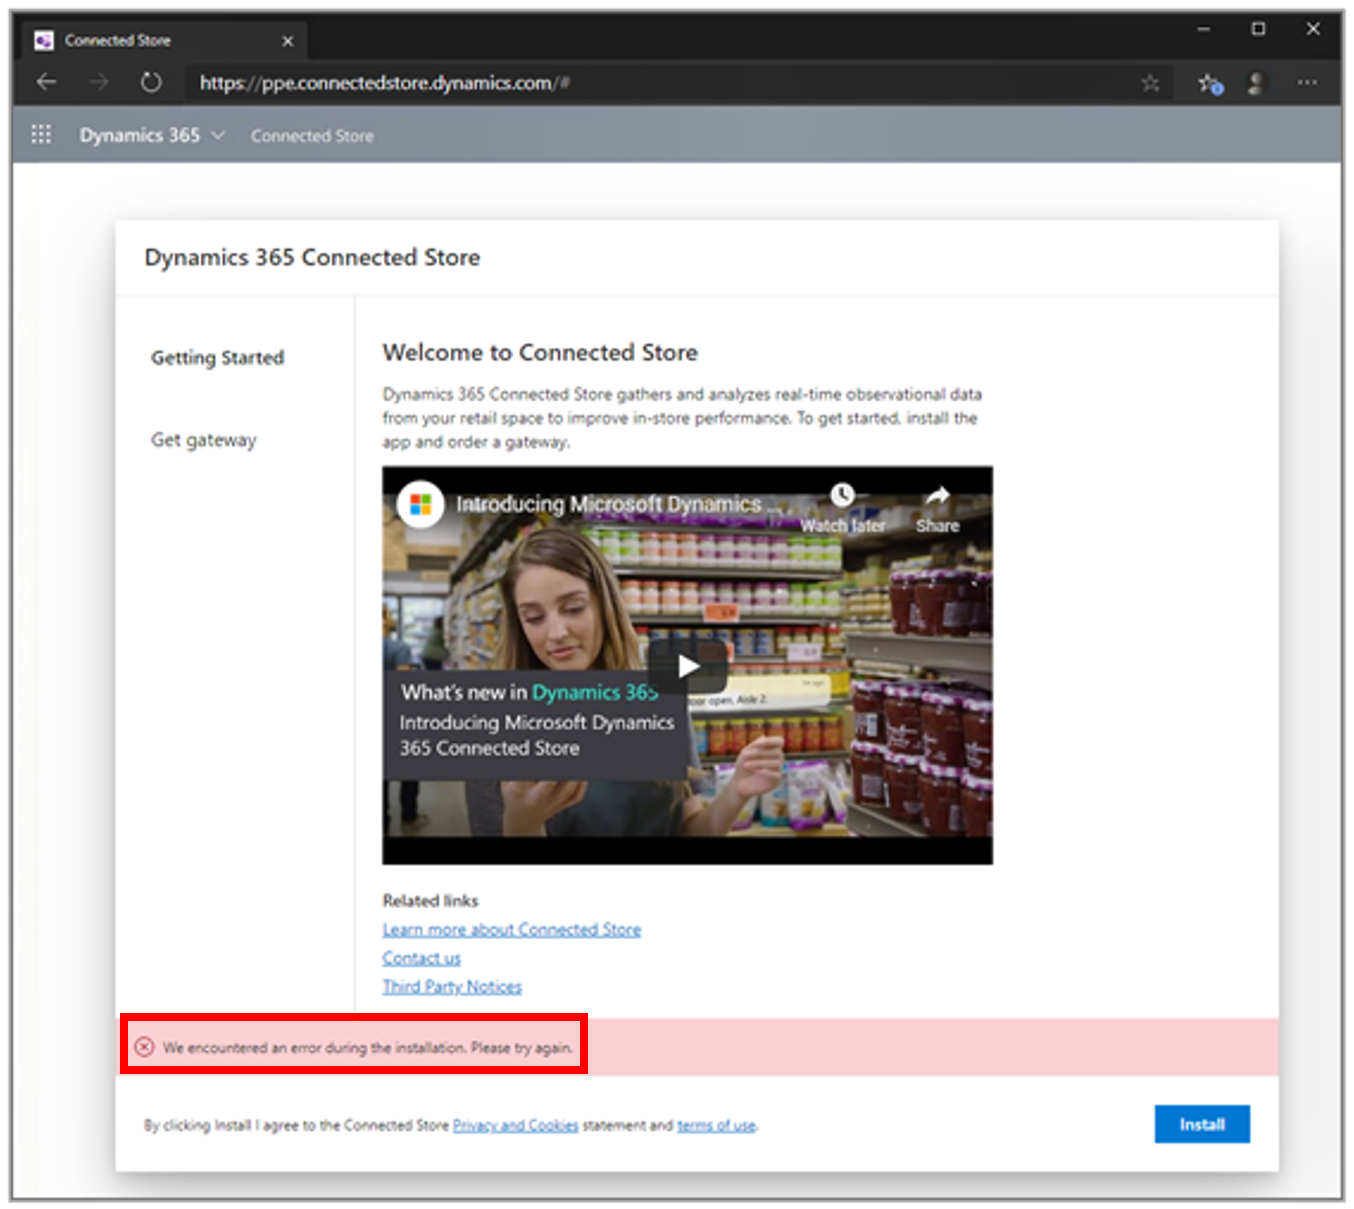 Connected Store
https://ppe.connectedstore.dynamics.com/#
Dynamics 365 Connected Store
Dynamics 365 Connected Store
Getting Started
Get gateway
Welcome to Connected Store
Dynamics 365 Connected Store gathers and analyzes real-time observational data
from your retail space to improve in-store performance. To get started, install the
app and order a gateway.
Introducing Microsoft Dynamics ...
Watch later
Share
What's new in Dynamics 365
Introducing Microsoft Dynamics
365 Connected Store
open, Aisle 2.
Related links
Learn more about Connected Store
Contact us
Third Party Notices
We encountered an error during the installation. Please try again.
By clicking Install I agree to the Connected Store Privacy and Cookies statement and terms of use.
Install